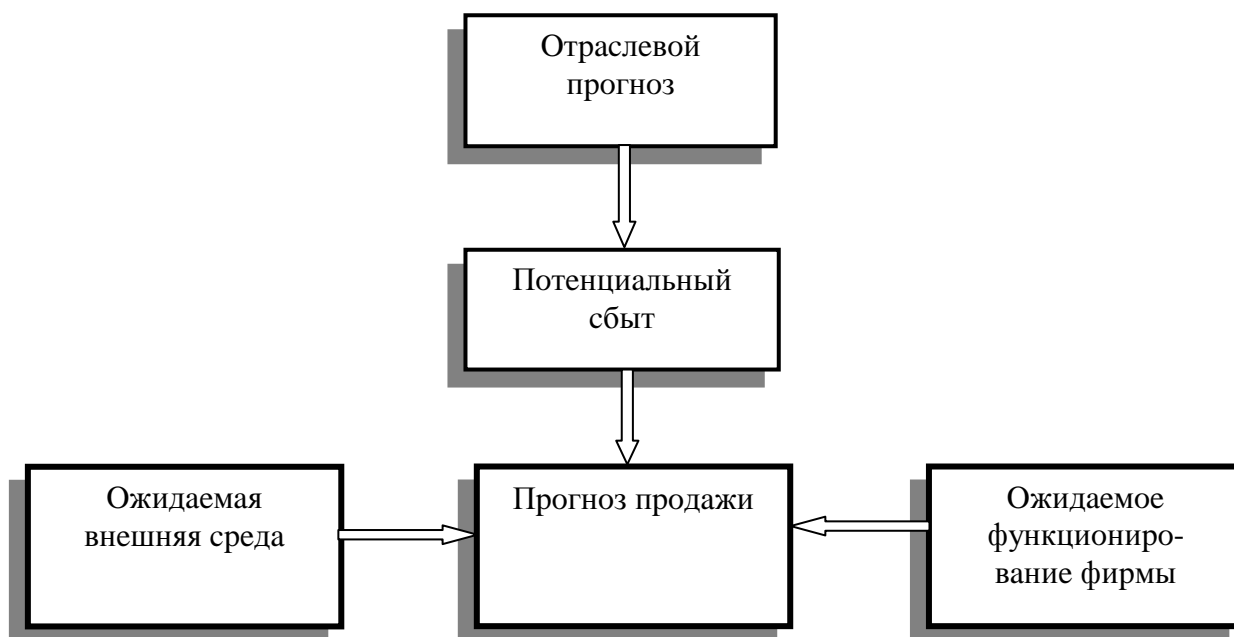 Отраслевой
прогноз
Потенциальный
сбыт
Ожидаемая
внешняя среда
Прогноз продажи
Ожидаемое
функциониро-
вание фирмы